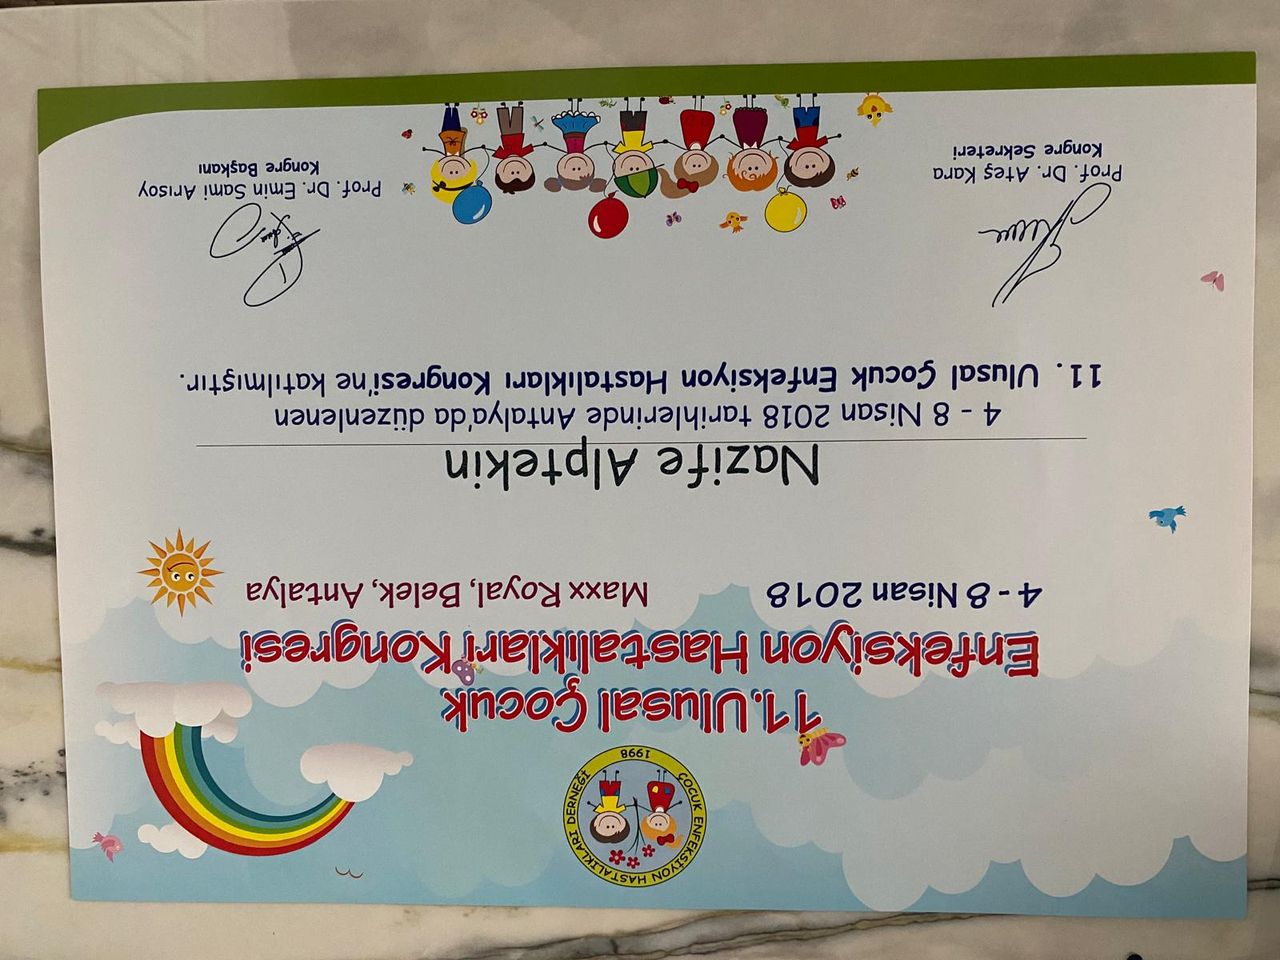 ÇOCUK ENFEKSİYON HASTALIKLARI DERNEĞİ
1998
11.Ulusal Çocuk
Enfeksiyon Hastalıkları Kongresi
4-8 Nisan 2018 Maxx Royal, Belek, Antalya
Nazife Alptekin
4 - 8 Nisan 2018 tarihlerinde Antalya'da düzenlenen
11. Ulusal Çocuk Enfeksiyon Hastalıkları Kongresi'ne katılmıştır.
Prof. Dr. Ateş Kara
Kongre Sekreteri
Prof. Dr. Emin Sami Arısoy
Kongre Başkanı